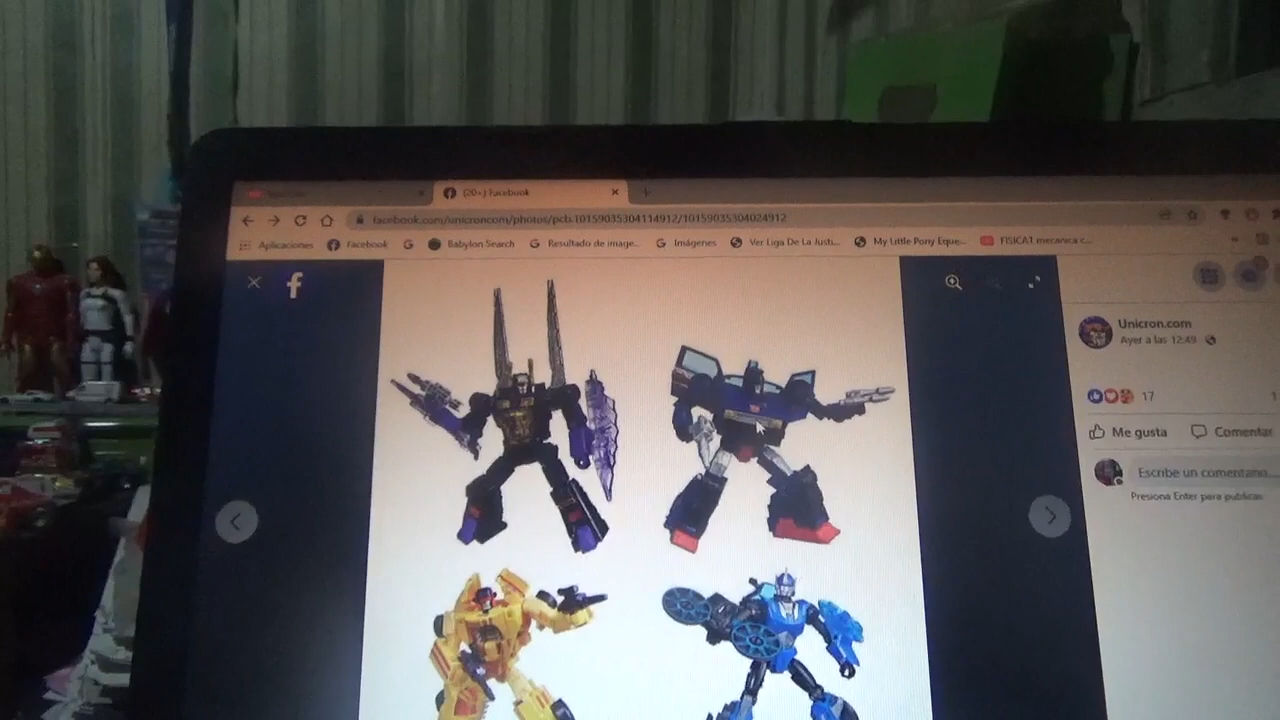 (20+) Facebook
facebook.com/unicroncom/photos/pcb.10159035304114912/10159035304024912
Aplicaciones Facebook Babylon Search Resultado de image... Imágenes Ver Liga De La Justi... My Little Pony Eque... FISICA1 mecanica c...
Unicron.com
Ayer a las 12:49
17
Me gusta Comentar
Escribe un comentario...
Presiona Enter para publicar.